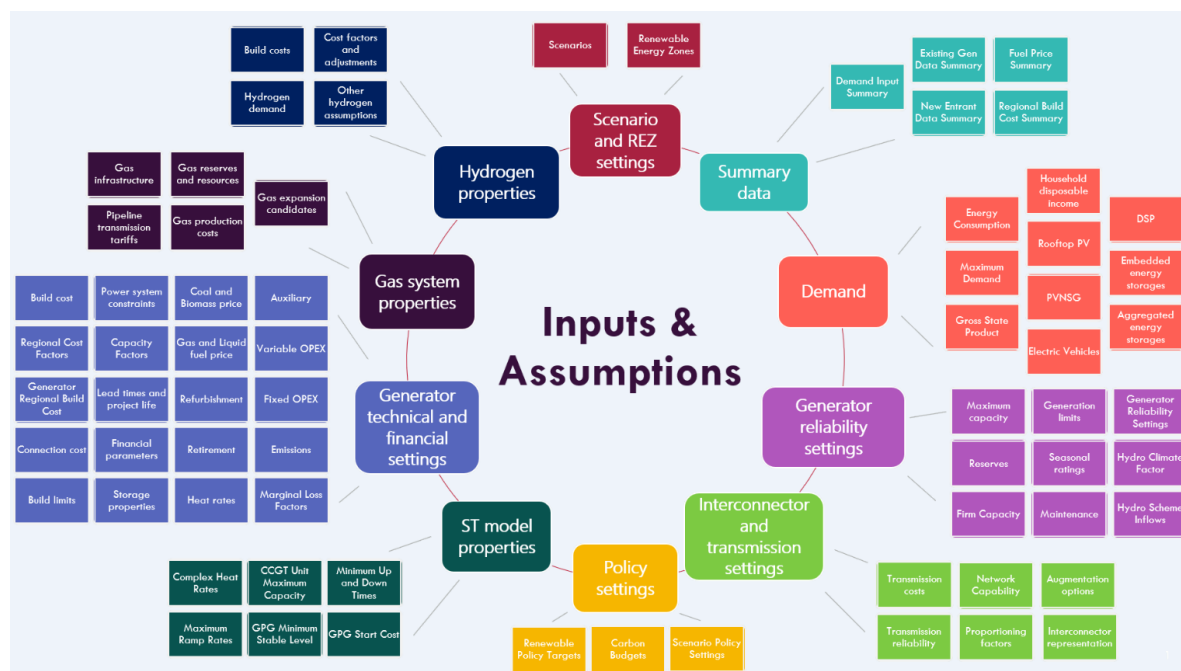 Build costs
Cost factors and
adjustments
Hydrogen
demand
Other
hydrogen
assumptions
Scenarios
Renewable
Energy Zones
Demand Input
Summary
Existing Gen
Data Summary
Fuel Price
Summary
New Entrant
Data Summary
Regional Build
Cost Summary
Scenario
and REZ
settings
Hydrogen
properties
Summary
data
Gas
infrastructure
Gas reserves
and resources
Gas expansion
candidates
Pipeline
transmission
tariffs
Gas production
costs
Gas system
properties
Demand
Energy
Consumption
Household
disposable
income
DSP
Rooftop PV
Maximum
Demand
Embedded
energy
storages
PVNSG
Gross State
Product
Aggregated
energy
storages
Electric Vehicles
Inputs &
Assumptions
Build cost
Power system
constraints
Coal and
Biomass price
Auxiliary
Regional Cost
Factors
Capacity
Factors
Gas and Liquid
fuel price
Variable OPEX
Generator
Regional Build
Cost
Lead times and
project life
Refurbishment
Fixed OPEX
Connection cost
Financial
parameters
Retirement
Emissions
Build limits
Storage
properties
Heat rates
Marginal Loss
Factors
Generator
technical and
financial
settings
Generator
reliability
settings
Maximum
capacity
Generation
limits
Generator
Reliability
Settings
Reserves
Seasonal
ratings
Hydro Climate
Factor
Firm Capacity
Maintenance
Hydro Scheme
Inflows
ST model
properties
Policy
settings
Interconnector
and
transmission
settings
Complex Heat
Rates
CCGT Unit
Maximum
Capacity
Minimum Up
and Down
Times
Maximum
Ramp Rates
GPG Minimum
Stable Level
GPG Start Cost
Renewable
Policy Targets
Carbon
Budgets
Scenario Policy
Settings
Transmission
costs
Network
Capability
Augmentation
options
Transmission
reliability
Proportioning
factors
Interconnector
representation